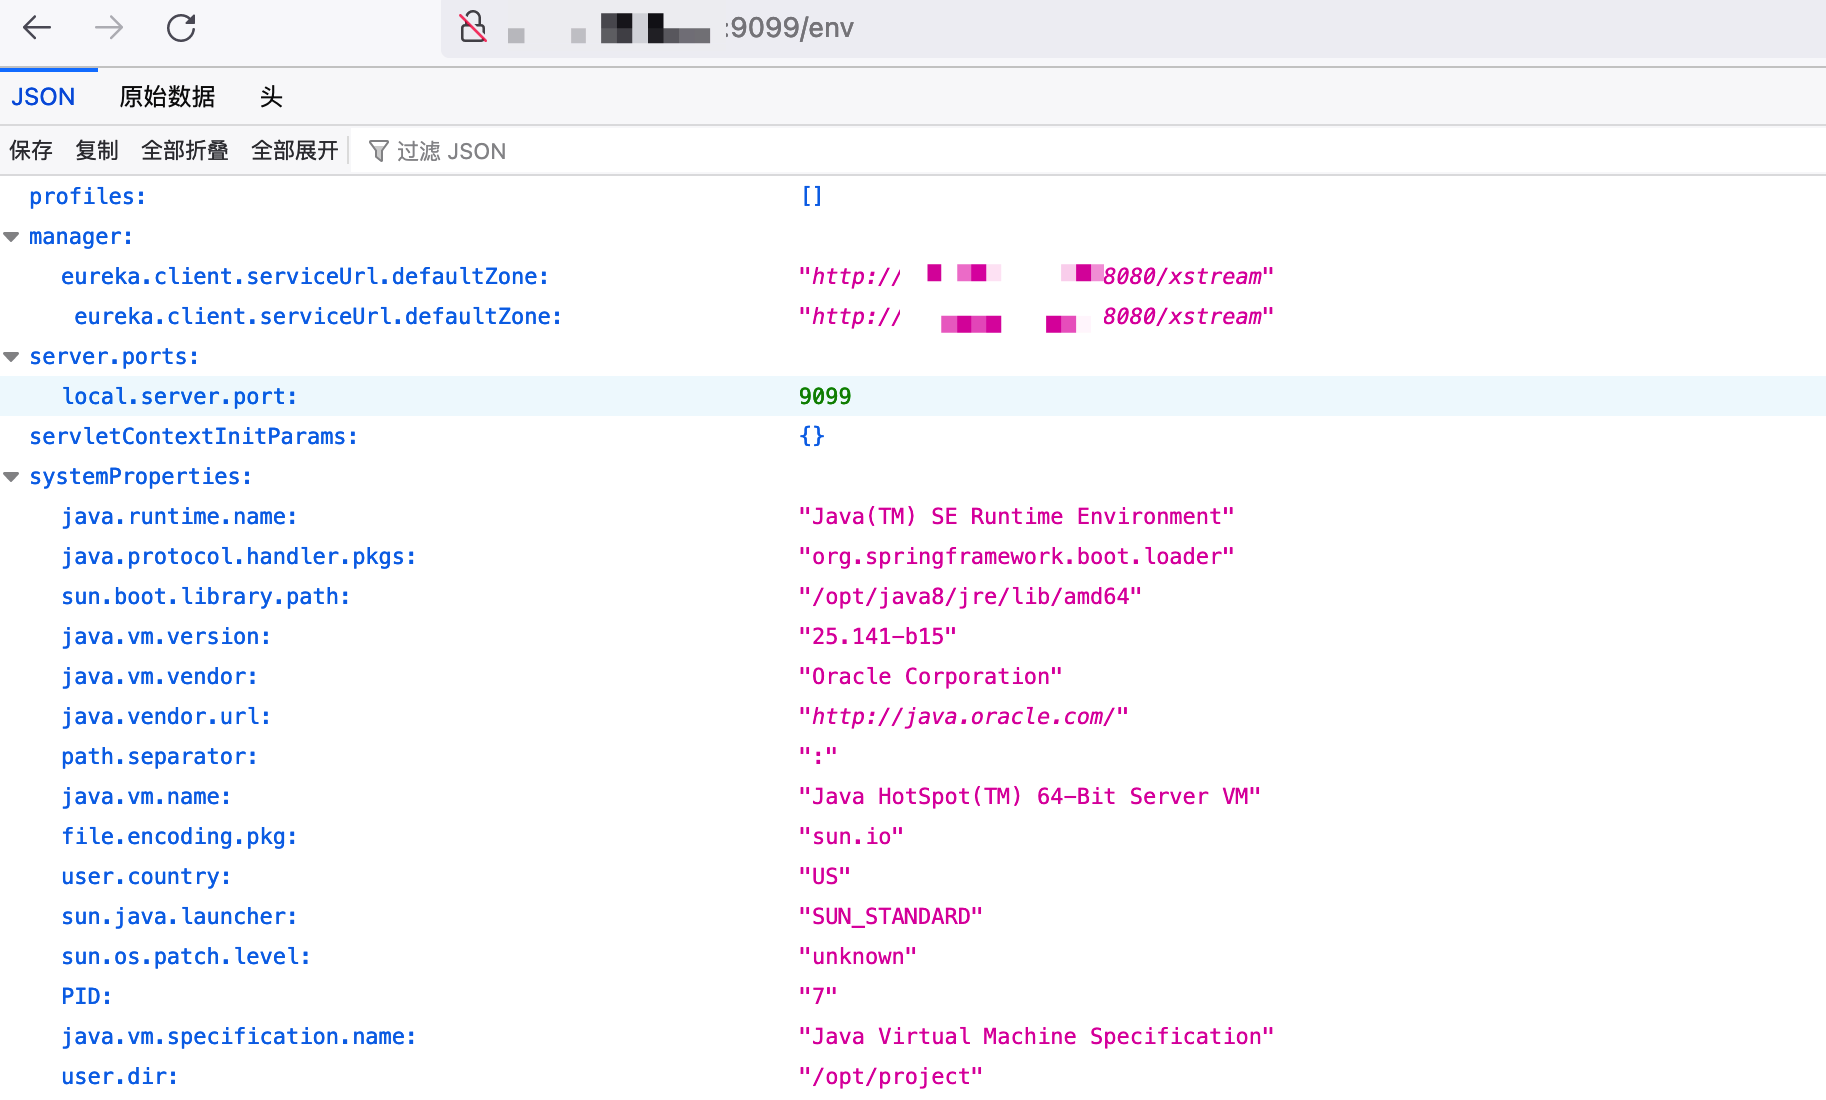 :9099/env
JSON 原始数据 头
保存 复制 全部折叠 全部展开 过滤 JSON
profiles: []
manager:
eureka.client.serviceUrl.defaultZone: "http:// 8080/xstream"
eureka.client.serviceUrl.defaultZone: "http:// 8080/xstream"
server.ports:
local.server.port: 9099
servletContextInitParams: {}
systemProperties:
java.runtime.name: "Java(TM) SE Runtime Environment"
java.protocol.handler.pkgs: "org.springframework.boot.loader"
sun.boot.library.path: "/opt/java8/jre/lib/amd64"
java.vm.version: "25.141-b15"
java.vm.vendor: "Oracle Corporation"
java.vendor.url: "http://java.oracle.com/"
path.separator: ":"
java.vm.name: "Java HotSpot(TM) 64-Bit Server VM"
file.encoding.pkg: "sun.io"
user.country: "US"
sun.java.launcher: "SUN_STANDARD"
sun.os.patch.level: "unknown"
PID: "7"
java.vm.specification.name: "Java Virtual Machine Specification"
user.dir: "/opt/project"